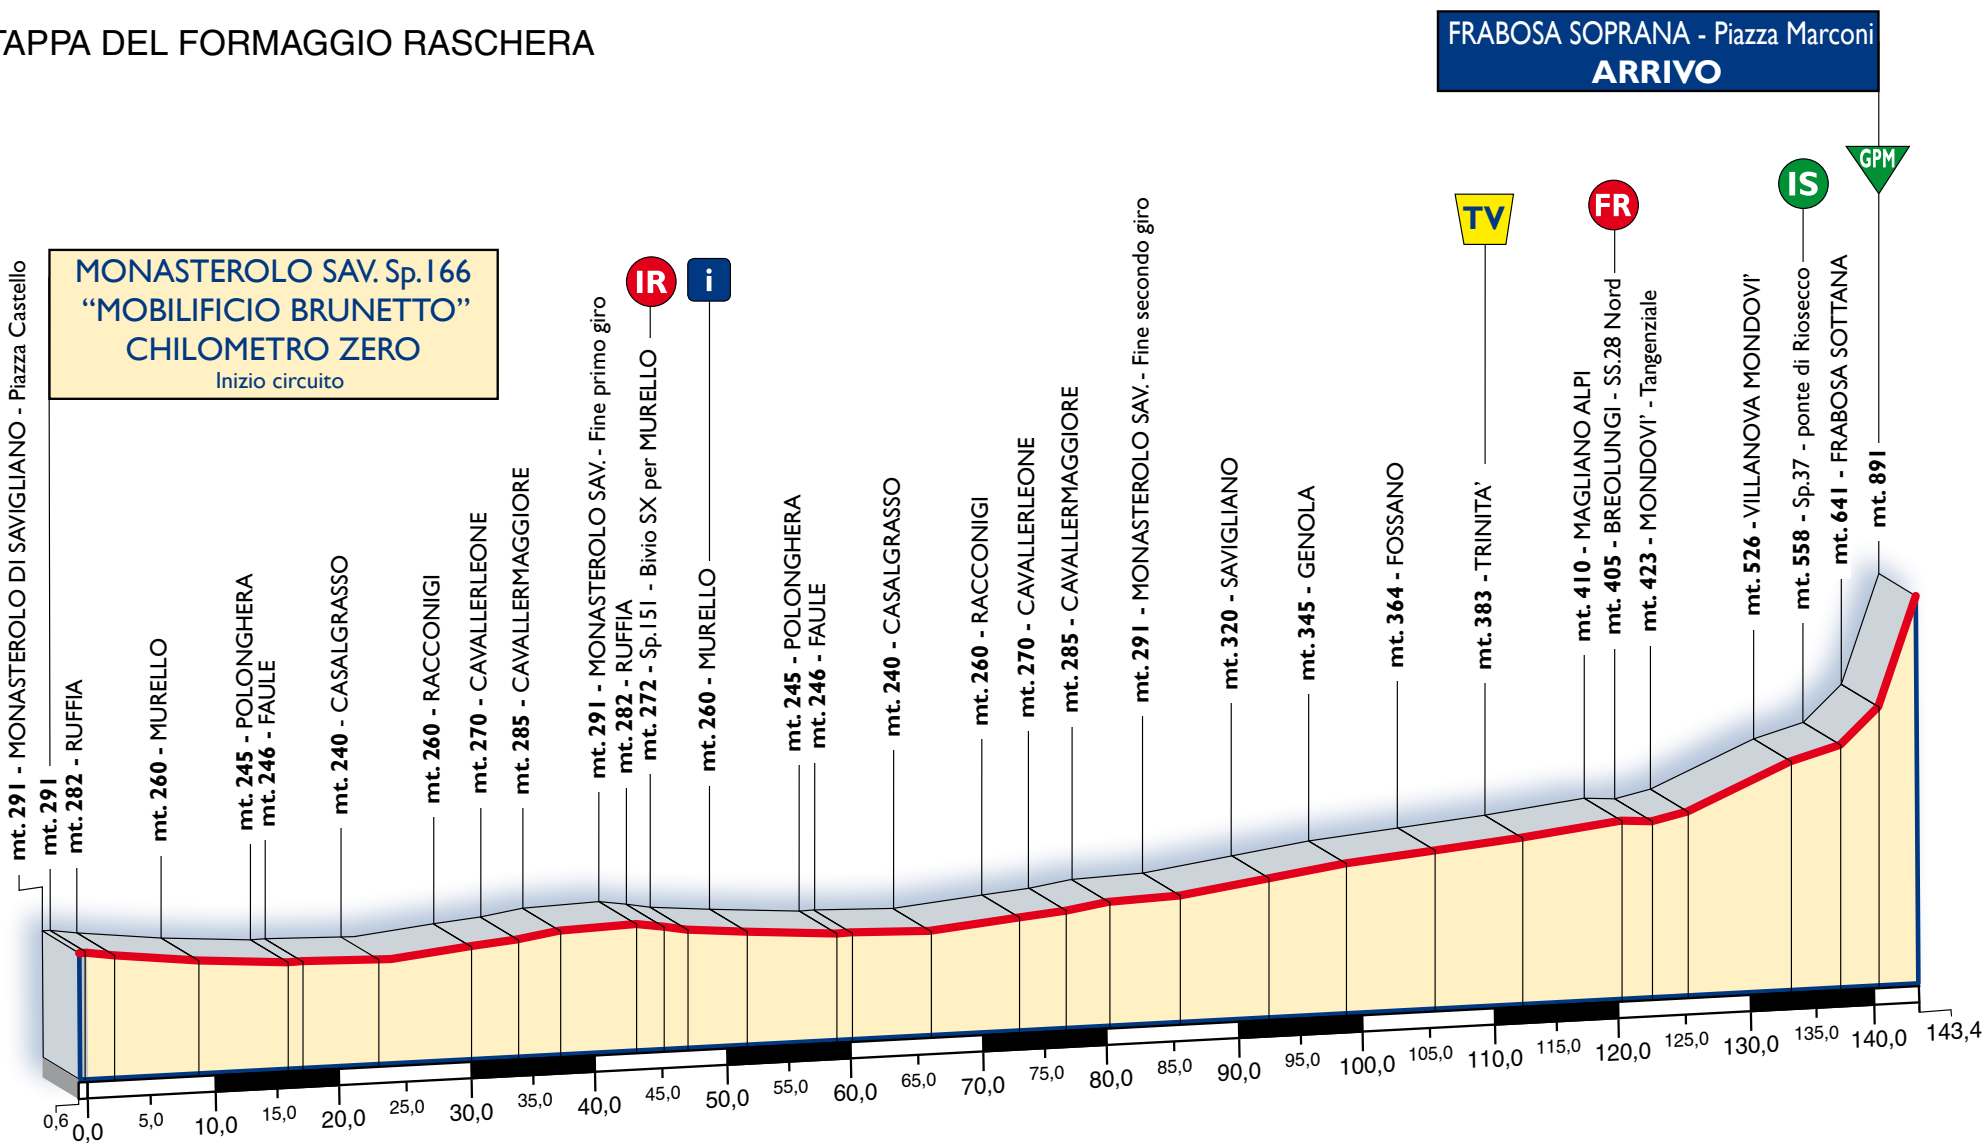 TAPPA DEL FORMAGGIO RASCHERA
FRABOSA SOPRANA - Piazza Marconi
ARRIVO
MONASTEROLO SAV. Sp.166
“MOBILIFICIO BRUNETTO”
CHILOMETRO ZERO
Inizio circuito
IR
i
TV
FR
IS
GPM
mt. 291 - MONASTEROLO DI SAVIGLIANO - Piazza Castello
mt. 291
mt. 282 - RUFFIA
mt. 260 - MURELLO
mt. 245 - POLONGHERA
mt. 246 - FAULE
mt. 240 - CASALGRASSO
mt. 260 - RACCONIGI
mt. 270 - CAVALLERLEONE
mt. 285 - CAVALLERMAGGIORE
mt. 291 - MONASTEROLO SAV. - Fine primo giro
mt. 282 - RUFFIA
mt. 272 - Sp.151 - Bivio SX per MURELLO
mt. 260 - MURELLO
mt. 245 - POLONGHERA
mt. 246 - FAULE
mt. 240 - CASALGRASSO
mt. 260 - RACCONIGI
mt. 270 - CAVALLERLEONE
mt. 285 - CAVALLERMAGGIORE
mt. 291 - MONASTEROLO SAV. - Fine secondo giro
mt. 320 - SAVIGLIANO
mt. 345 - GENOLA
mt. 364 - FOSSANO
mt. 383 - TRINITA’
mt. 410 - MAGLIANO ALPI
mt. 405 - BREOLUNGI - SS.28 Nord
mt. 423 - MONDOVI’ - Tangenziale
mt. 526 - VILLANOVA MONDOVI’
mt. 558 - Sp.37 - ponte di Riosecco
mt. 641 - FRABOSA SOTTANA
mt. 891
0,6
0,0
5,0
10,0
15,0
20,0
25,0
30,0
35,0
40,0
45,0
50,0
55,0
60,0
65,0
70,0
75,0
80,0
85,0
90,0
95,0
100,0
105,0
110,0
115,0
120,0
125,0
130,0
135,0
140,0
143,4